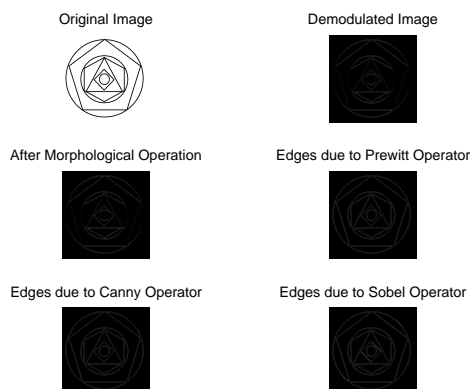 Original Image
Demodulated Image
After Morphological Operation
Edges due to Prewitt Operator
Edges due to Canny Operator
Edges due to Sobel Operator